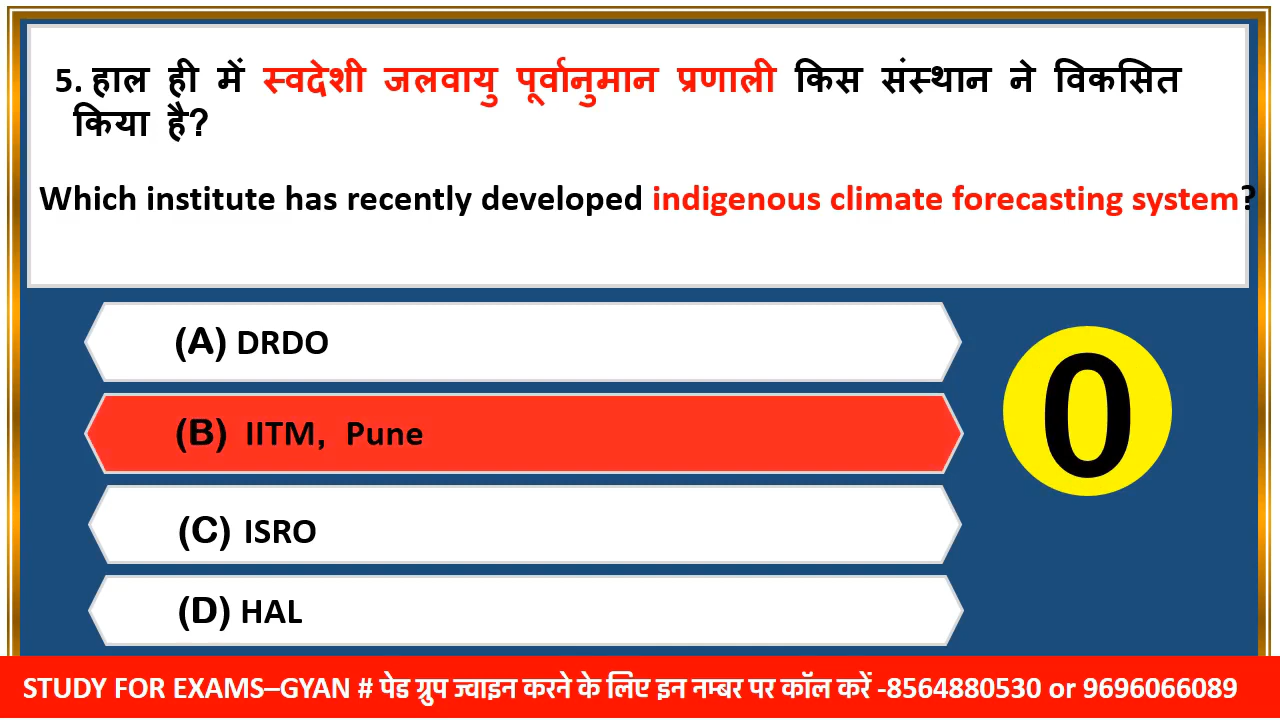 5. हाल ही में स्वदेशी जलवायु पूर्वानुमान प्रणाली किस संस्थान ने विकसित
किया है?
Which institute has recently developed indigenous climate forecasting system?
(A) DRDO
(B) IITM, Pune
(C) ISRO
(D) HAL
0
STUDY FOR EXAMS–GYAN # पेड ग्रुप ज्वाइन करने के लिए इन नम्बर पर कॉल करें -8564880530 or 9696066089